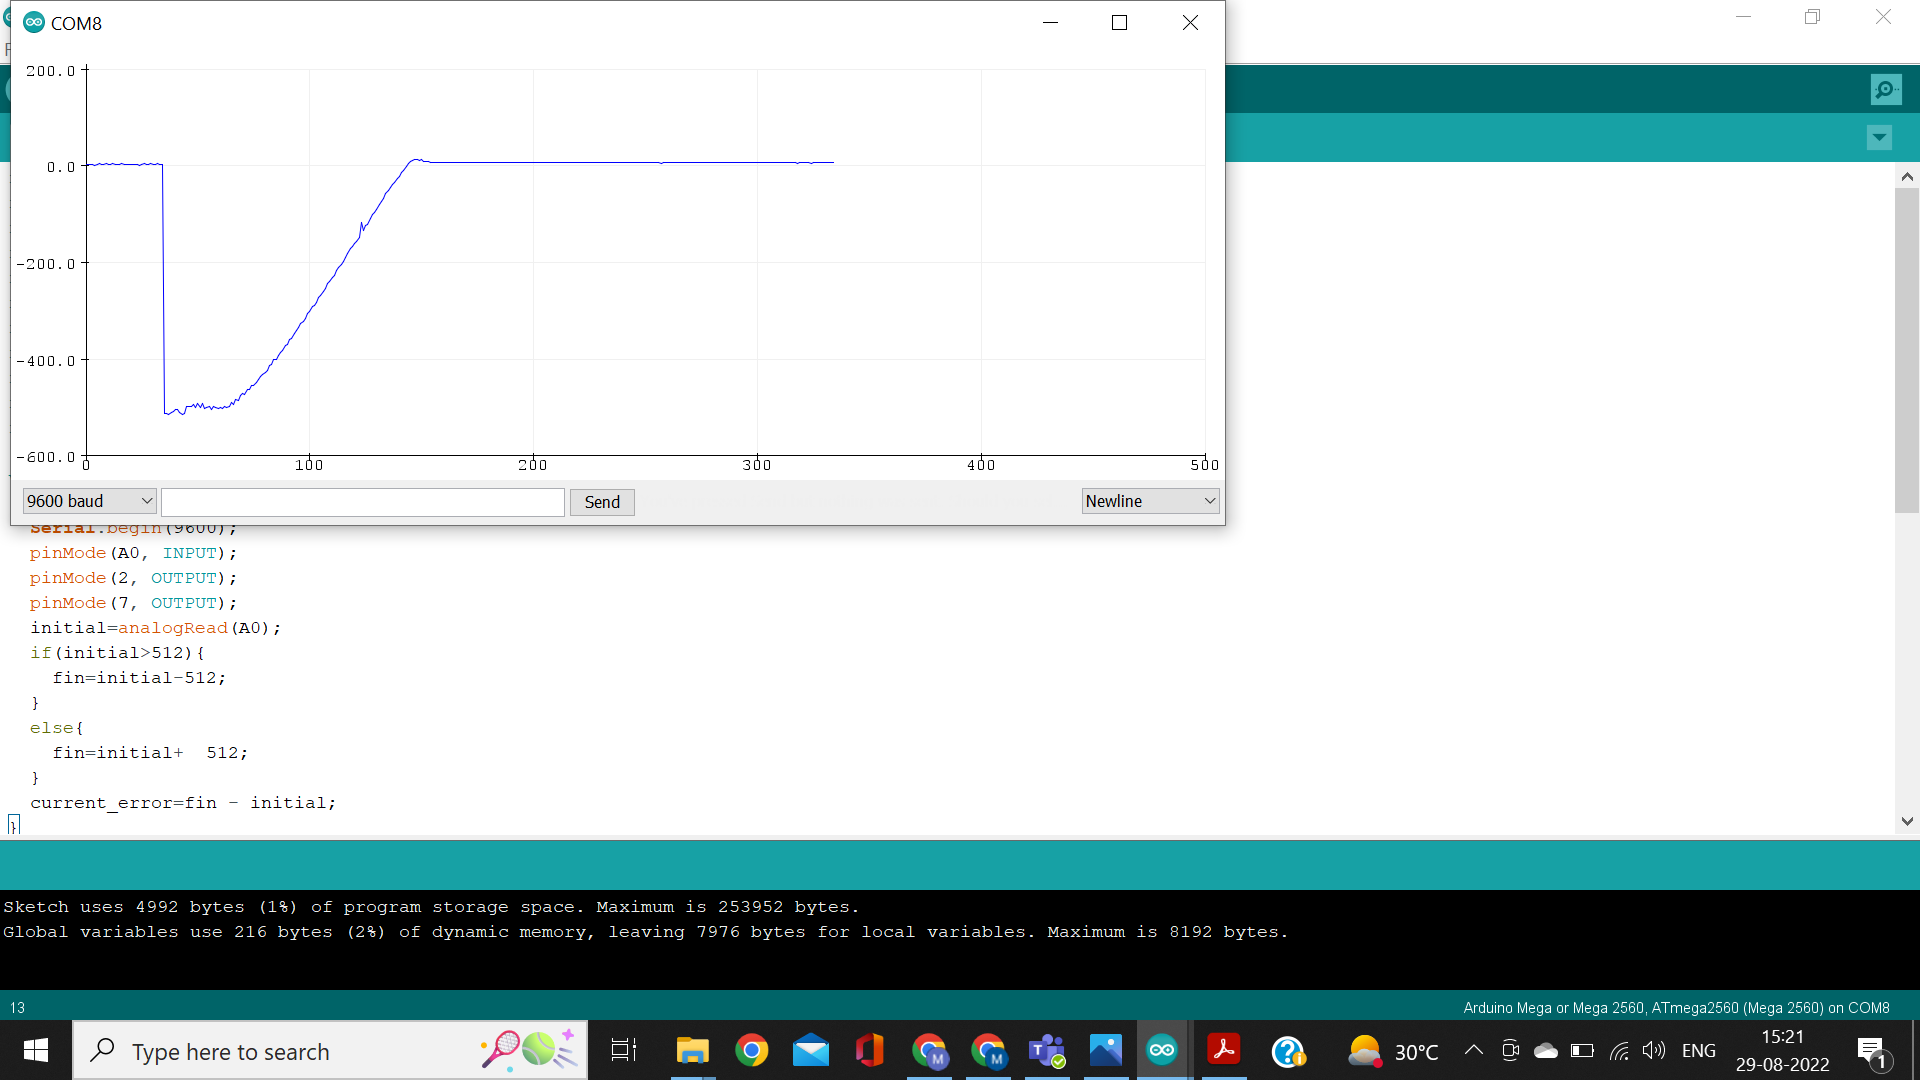 COM8
200.0
0.0
-200.0
-400.0
-600.0
0 100 200 300 400 500
9600 baud Send Newline
Serial.begin(9600);
pinMode(A0, INPUT);
pinMode(2, OUTPUT);
pinMode(7, OUTPUT);
initial=analogRead(A0);
if(initial>512){
fin=initial-512;
}
else{
fin=initial+  512;
}
current_error=fin - initial;
}
Sketch uses 4992 bytes (1%) of program storage space. Maximum is 253952 bytes.
Global variables use 216 bytes (2%) of dynamic memory, leaving 7976 bytes for local variables. Maximum is 8192 bytes.
13 Arduino Mega or Mega 2560, ATmega2560 (Mega 2560) on COM8
Type here to search M M T 30°C ENG 15:21
29-08-2022 1